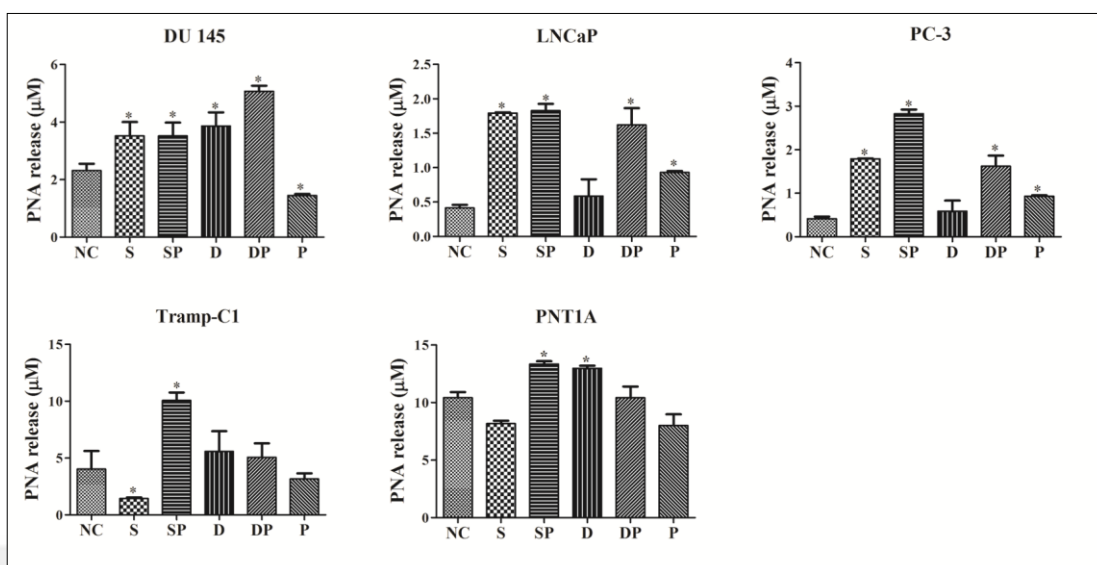 DU 145
PNA release (µM)
6
4
2
0
NC S SP D DP P
* * * * *
LNCaP
PNA release (µM)
2.5
2.0
1.5
1.0
0.5
0.0
NC S SP D DP P
* * * *
PC-3
PNA release (µM)
4
3
2
1
0
NC S SP D DP P
* * * *
Tramp-C1
PNA release (µM)
15
10
5
0
NC S SP D DP P
* *
PNT1A
PNA release (µM)
15
10
5
0
NC S SP D DP P
* *